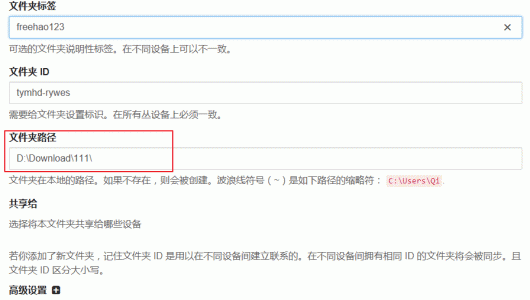 文件夹标签
freehao123
可选的文件夹说明性标签。在不同设备上可以不一致。
文件夹 ID
tymhd-rywes
需要给文件夹设置标识。在所有丛设备上必须一致。
文件夹路径
D:\Download\111\
文件夹在本地的路径。如果不存在，则会被创建。波浪线符号（~）是如下路径的缩略符： C:\Users\Qi
共享给
选择将本文件夹共享给哪些设备
若你添加了新文件夹，记住文件夹 ID 是用以在不同设备间建立联系的。在不同设备间拥有相同 ID 的文件夹将会被同步。且
文件夹 ID 区分大小写。
高级设置